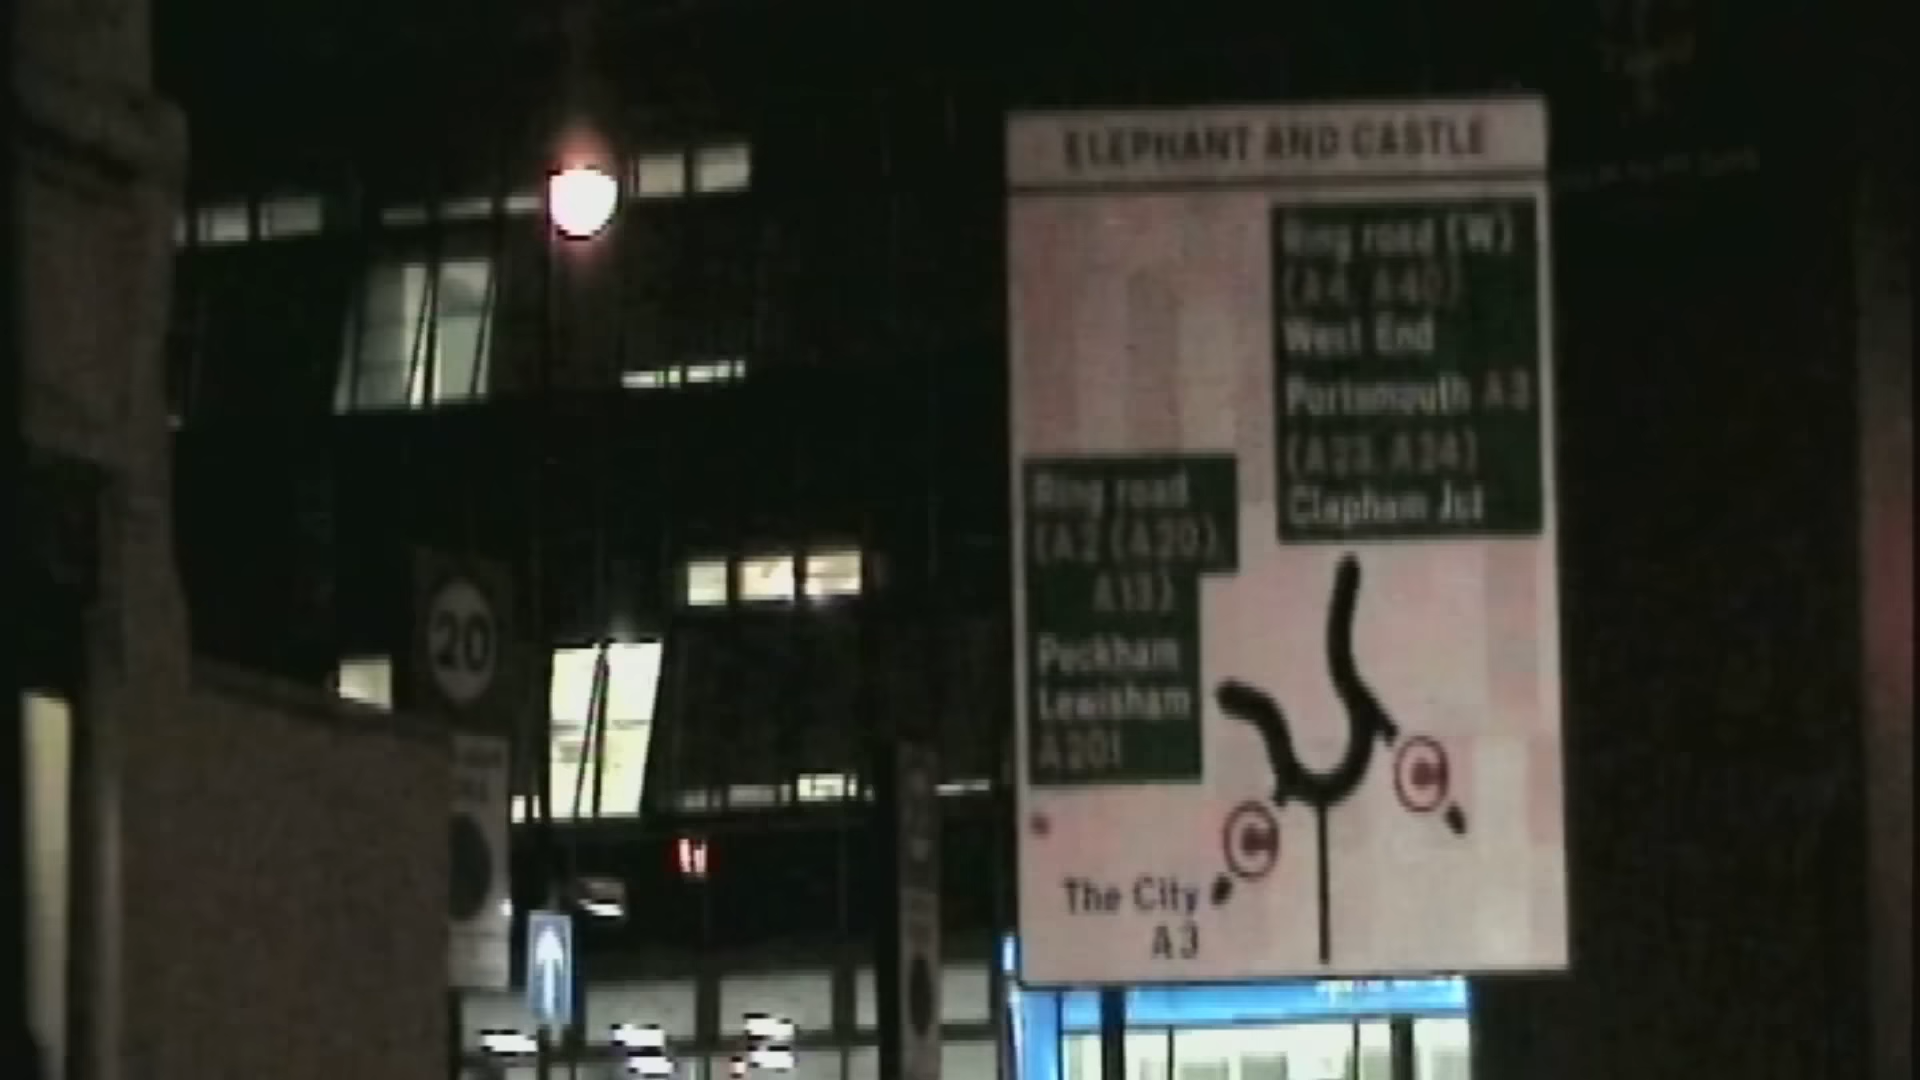 ELEPHANT AND CASTLE
Ring road (W)
(A4, A40)
West End
Portsmouth A3
(A23, A24)
Clapham Jct
Ring road
(A2 (A20),
A13)
Peckham
Lewisham
A201
C
C
The City
A3
20